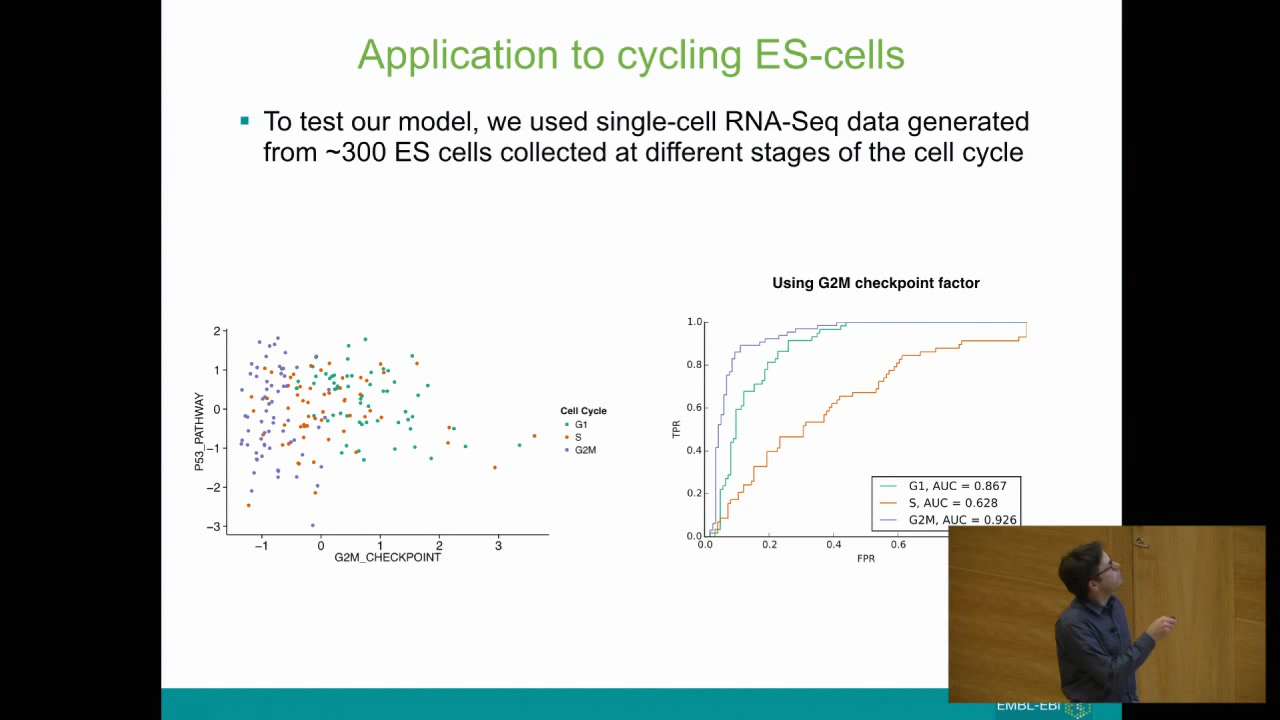 Application to cycling ES-cells
To test our model, we used single-cell RNA-Seq data generated
from ~300 ES cells collected at different stages of the cell cycle
Using G2M checkpoint factor
2
1
0
−1
−2
−3
P53_PATHWAY
−1 0 1 2 3
G2M_CHECKPOINT
Cell Cycle
G1
S
G2M
1.0
0.8
0.6
0.4
0.2
0.0
TPR
0.0 0.2 0.4 0.6
FPR
G1, AUC = 0.867
S, AUC = 0.628
G2M, AUC = 0.926
EMBL-EBI